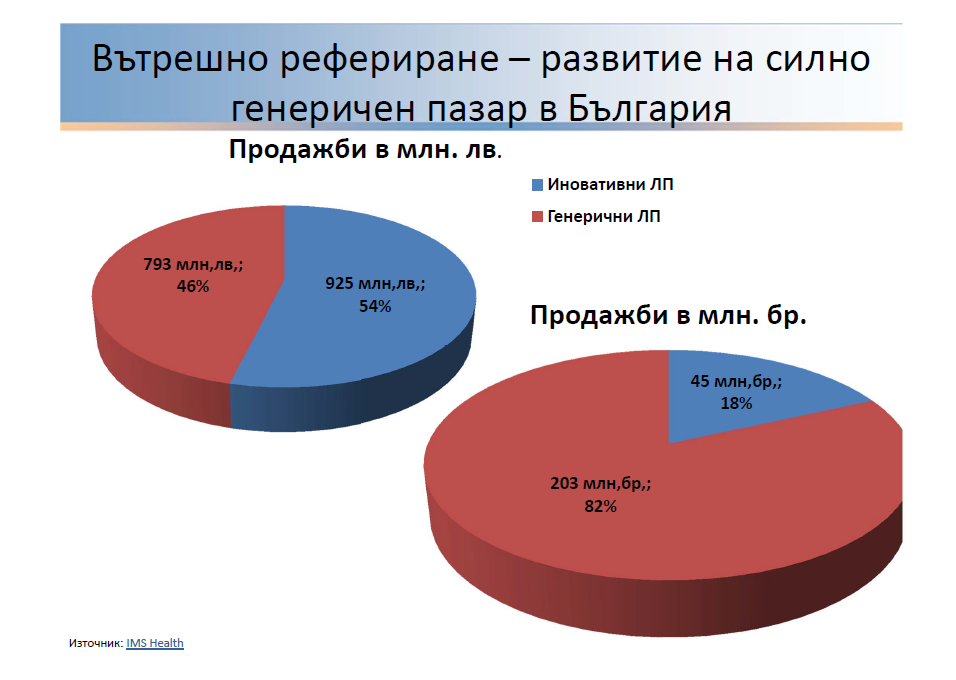 Вътрешно рефериране – развитие на силно
генеричен пазар в България
Продажби в млн. лв.
Иновативни ЛП
Генерични ЛП
793 млн,лв,;
46%
925 млн,лв,;
54%
Продажби в млн. бр.
45 млн,бр,;
18%
203 млн,бр,;
82%
Източник: IMS Health